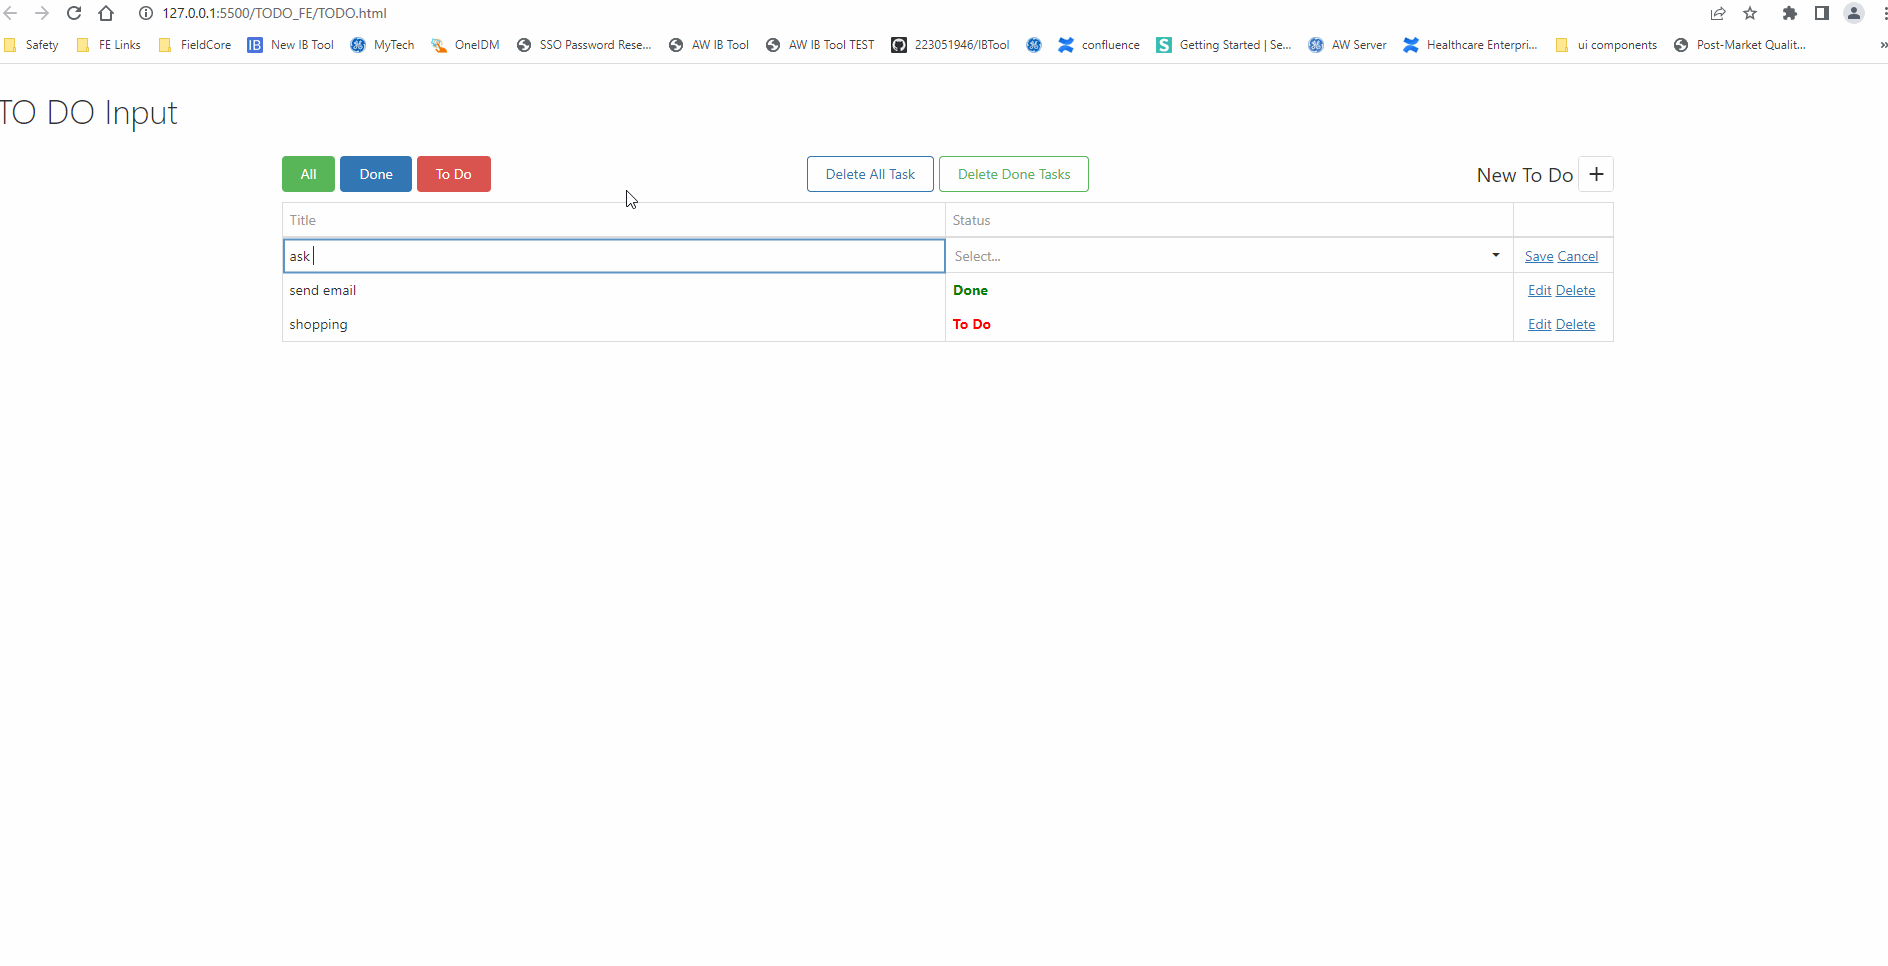 127.0.0.1:5500/TODO_FE/TODO.html
Safety FE Links FieldCore IB New IB Tool MyTech OneIDM SSO Password Rese... AW IB Tool AW IB Tool TEST 223051946/IBTool confluence S Getting Started | Se... AW Server Healthcare Enterpri... ui components Post-Market Qualit... »
TO DO Input
All Done To Do Delete All Task Delete Done Tasks New To Do +
Title Status
ask Select... Save Cancel
send email Done Edit Delete
shopping To Do Edit Delete